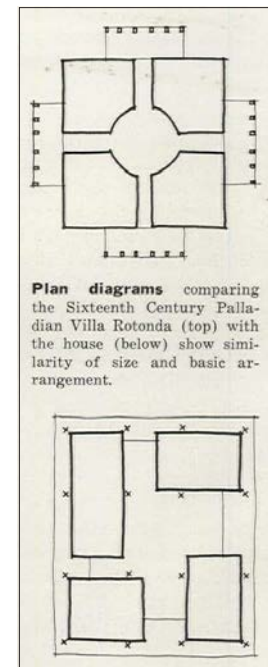 Plan diagrams comparing
the Sixteenth Century Palla-
dian Villa Rotonda (top) with
the house (below) show simi-
larity of size and basic ar-
rangement.